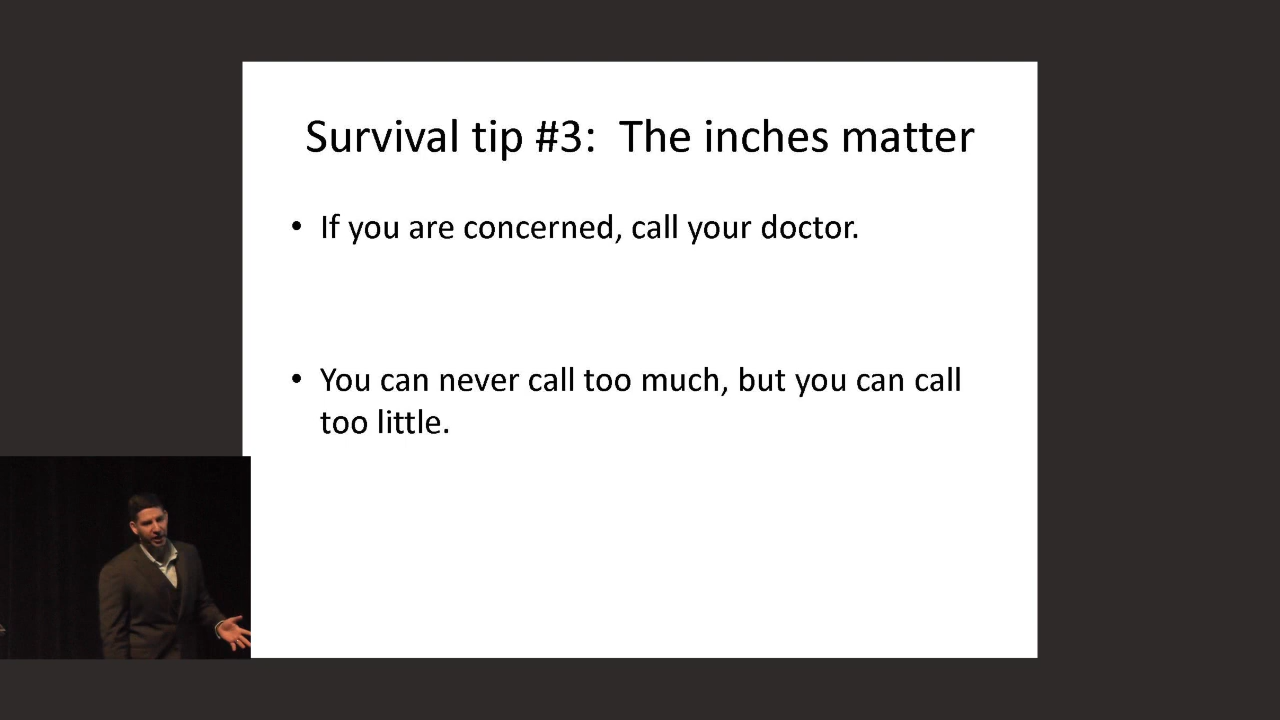 Survival tip #3:  The inches matter
• If you are concerned, call your doctor.
• You can never call too much, but you can call
too little.